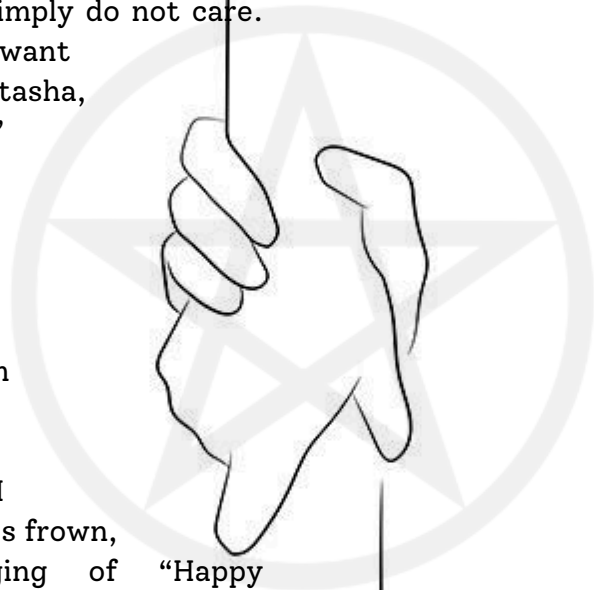 imply do not care.
want
tasha,
”
n
I
s frown,
ging of “Happy